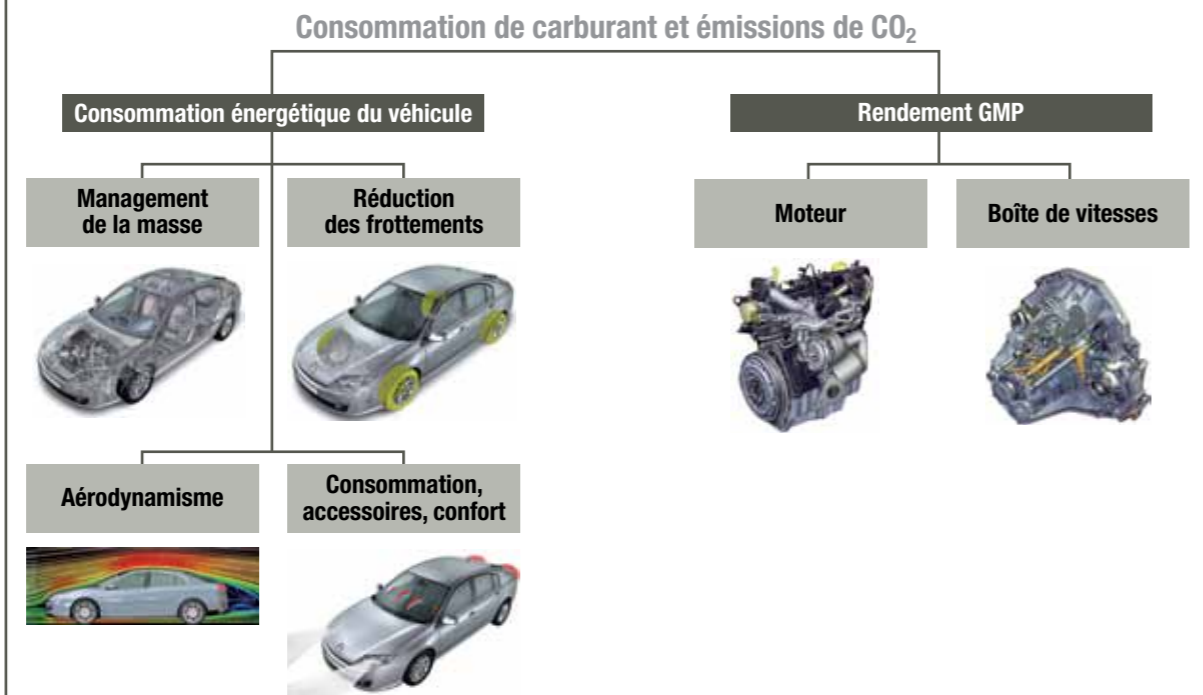 Consommation de carburant et émissions de CO₂
Consommation énergétique du véhicule
Rendement GMP
Management
de la masse
Réduction
des frottements
Moteur
Boîte de vitesses
Aérodynamisme
Consommation,
accessoires, confort